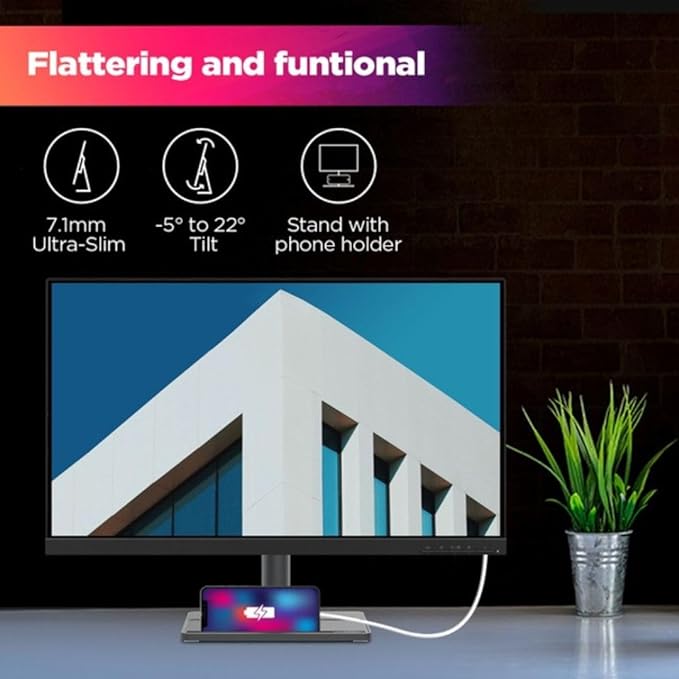 Flattering and funtional
7.1mm
Ultra-Slim
-5° to 22°
Tilt
Stand with
phone holder